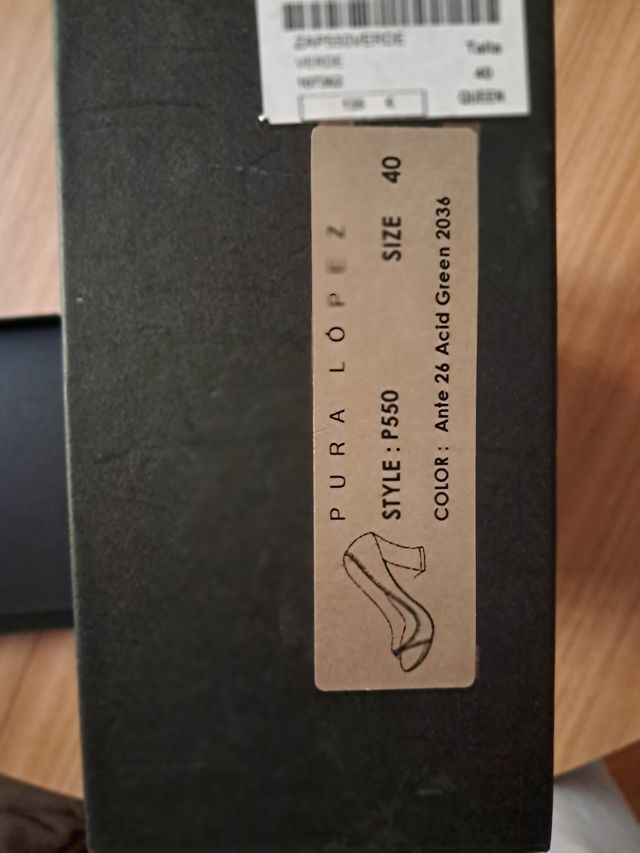 ZAP550VERDE
VERDE
Talla
40
QUEEN
€
PURA LÓPEZ
STYLE : P550 SIZE 40
COLOR : Ante 26 Acid Green 2036